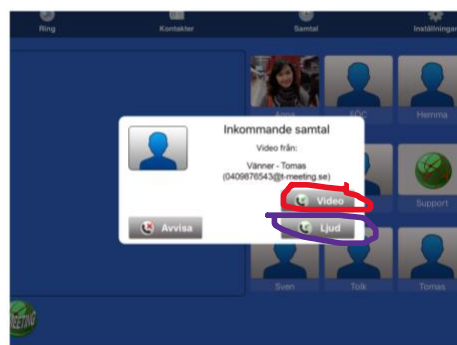 Ring Kontakter Samtal Inställningar
Inkommande samtal
Video från:
Vänner - Tomas
(0409876543@t-meeting.se)
Video
Avvisa Ljud
Hemma
Support
Sven Tolk Tomas
MEETING